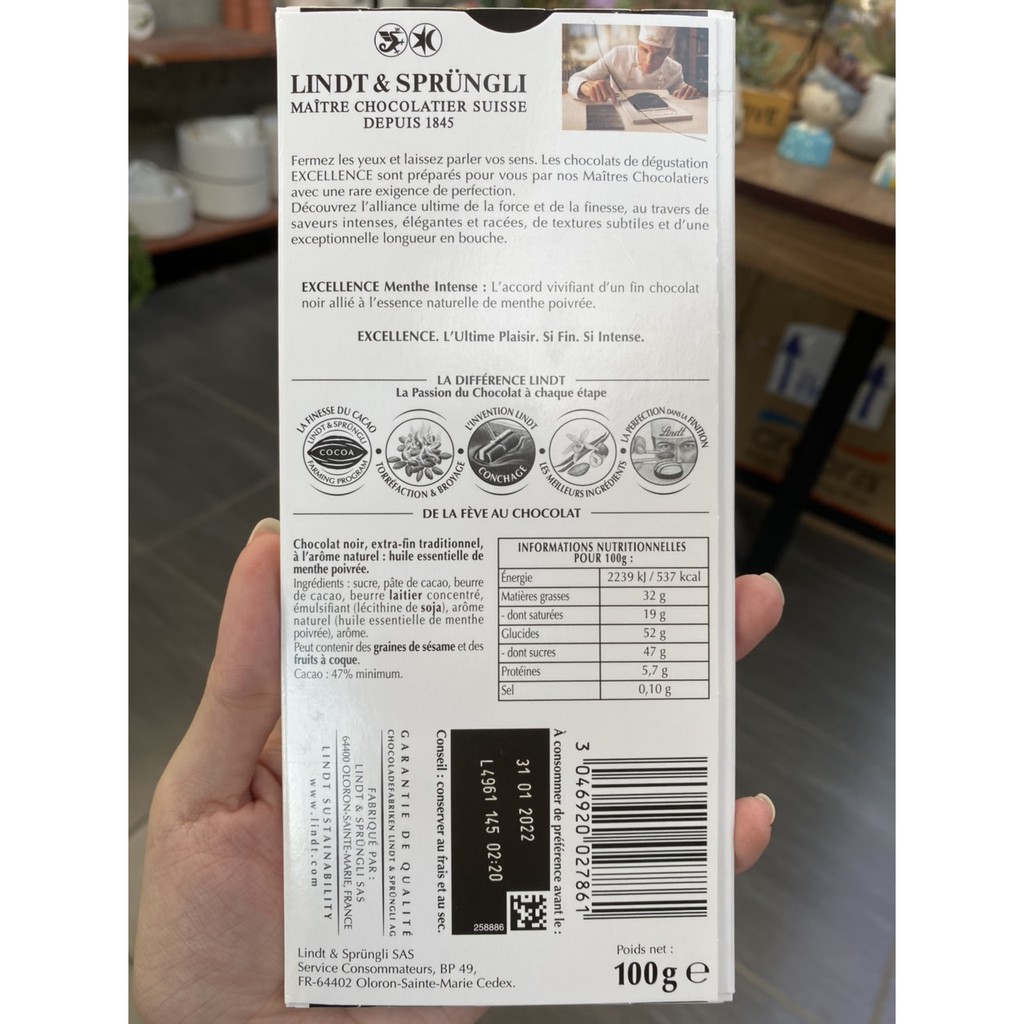 LINDT & SPRÜNGLI
MAÎTRE CHOCOLATIER SUISSE
DEPUIS 1845
Fermez les yeux et laissez parler vos sens. Les chocolats de dégustation
EXCELLENCE sont préparés pour vous par nos Maîtres Chocolatiers
avec une rare exigence de perfection.
Découvrez l'alliance ultime de la force et de la finesse, au travers de
saveurs intenses, élégantes et racées, de textures subtiles et d'une
exceptionnelle longueur en bouche.
EXCELLENCE Menthe Intense : L'accord vivifiant d'un fin chocolat
noir allié à l'essence naturelle de menthe poivrée.
EXCELLENCE. L'Ultime Plaisir. Si Fin. Si Intense.
LA DIFFÉRENCE LINDT
La Passion du Chocolat à chaque étape
LA FINESSE DU CACAO
LINDT & SPRÜNGLI
COCOA
FARMING PROGRAM
TORRÉFACTION & BROYAGE
L'INVENTION LINDT
CONCHAGE
LES MEILLEURS INGRÉDIENTS
LA PERFECTION DANS LA FINITION
Lindt
DE LA FÈVE AU CHOCOLAT
Chocolat noir, extra-fin traditionnel,
à l'arôme naturel : huile essentielle de
menthe poivrée.
Ingrédients : sucre, pâte de cacao, beurre
de cacao, beurre laitier concentré,
émulsifiant (lécithine de soja), arôme
naturel (huile essentielle de menthe
poivrée), arôme.
Peut contenir des graines de sésame et des
fruits à coque.
Cacao : 47% minimum.
INFORMATIONS NUTRITIONNELLES
POUR 100g :
Énergie 2239 kJ / 537 kcal
Matières grasses 32 g
- dont saturées 19 g
Glucides 52 g
- dont sucres 47 g
Protéines 5,7 g
Sel 0,10 g
3 046920 027861
À consommer de préférence avant le :
31 01 2022
L4961 145 02:20
258886
Conseil : conserver au frais et au sec.
GARANTIE DE QUALITÉ
CHOCOLADEFABRIKEN LINDT & SPRÜNGLI AG
FABRIQUÉ PAR :
LINDT & SPRÜNGLI SAS
64400 OLORON-SAINTE-MARIE, FRANCE
LINDT SUSTAINABILITY
www.lindt.com
Lindt & Sprüngli SAS
Service Consommateurs, BP 49,
FR-64402 Oloron-Sainte-Marie Cedex.
Poids net :
100g ℮